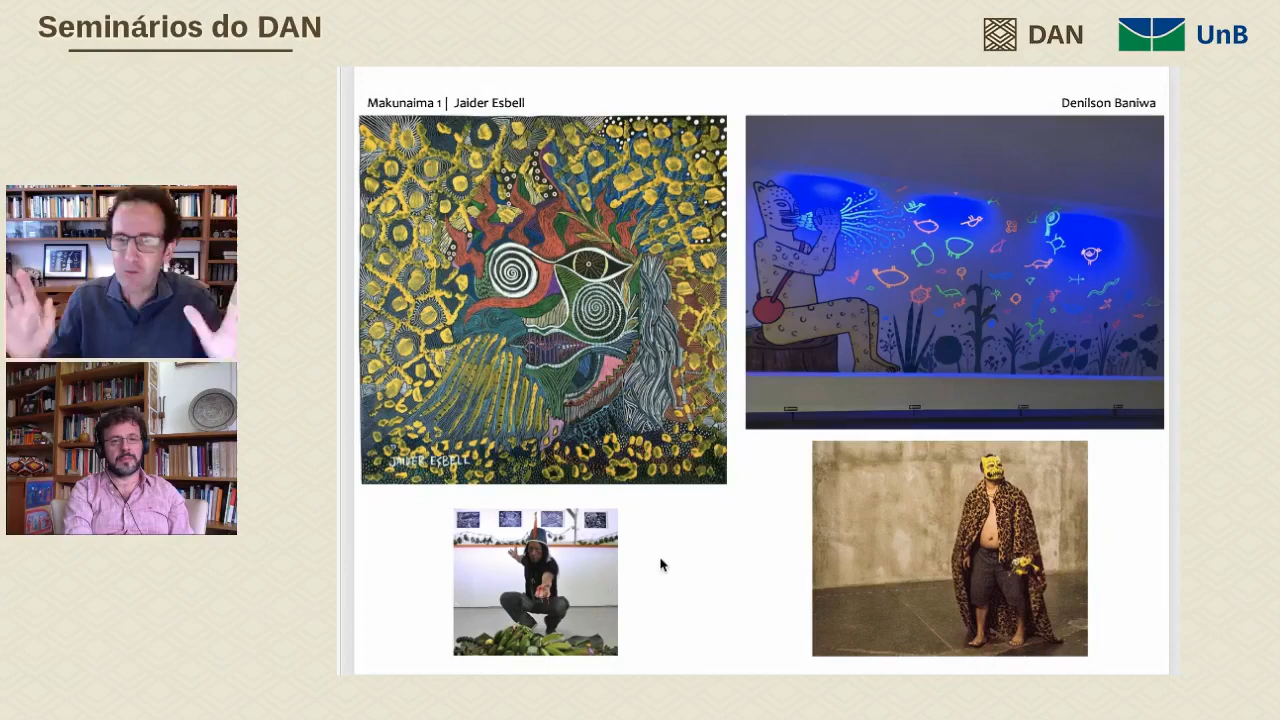 Seminários do DAN
DAN
UnB
Makunaima 1 | Jaider Esbell
Denilson Baniwa
JAIDER ESBELL